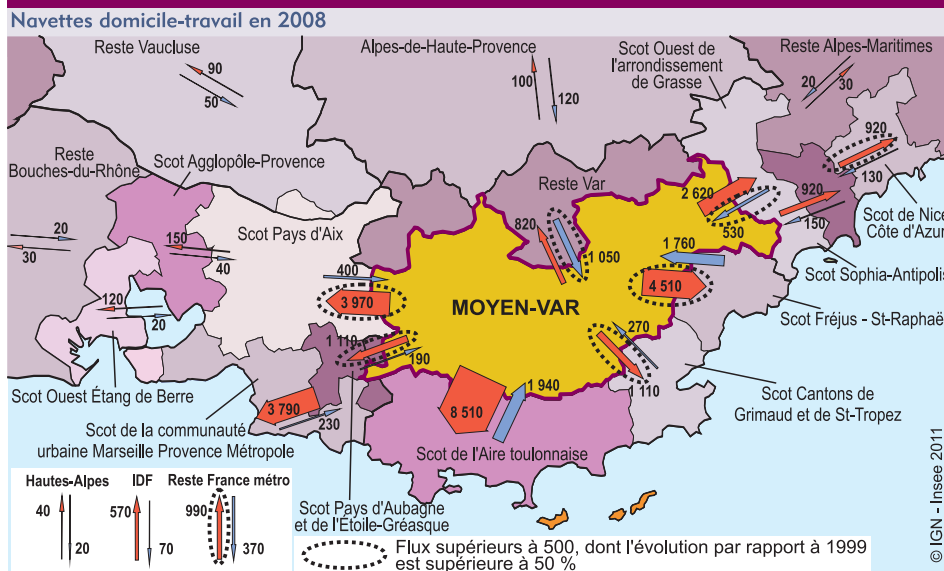 Navettes domicile-travail en 2008
Reste Vaucluse
90
50
Alpes-de-Haute-Provence
100
120
Scot Ouest de
l'arrondissement
de Grasse
Reste Alpes-Maritimes
20
30
Reste
Bouches-du-Rhône
Scot Agglopôle-Provence
920
130
Reste Var
2 620
920
150
530
Scot de Nice
Côte d'Azur
20
30
150
40
Scot Pays d'Aix
820
1 050
1 760
Scot Sophia-Antipolis
400
3 970
4 510
MOYEN-VAR
120
20
Scot Fréjus - St-Raphaë
1 110
190
270
1 110
Scot Ouest Étang de Berre
1 940
8 510
Scot Cantons de
Grimaud et de St-Tropez
3 790
230
Scot de la communauté
urbaine Marseille Provence Métropole
Scot de l'Aire toulonnaise
Hautes-Alpes
IDF
Reste France métro
40
20
570
70
990
370
Scot Pays d'Aubagne
et de l'Étoile-Gréasque
Flux supérieurs à 500, dont l'évolution par rapport à 1999
est supérieure à 50 %
© IGN - Insee 2011